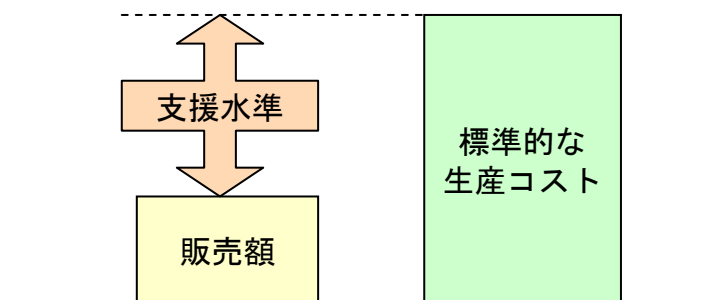 支援水準
標準的な
生産コスト
販売額